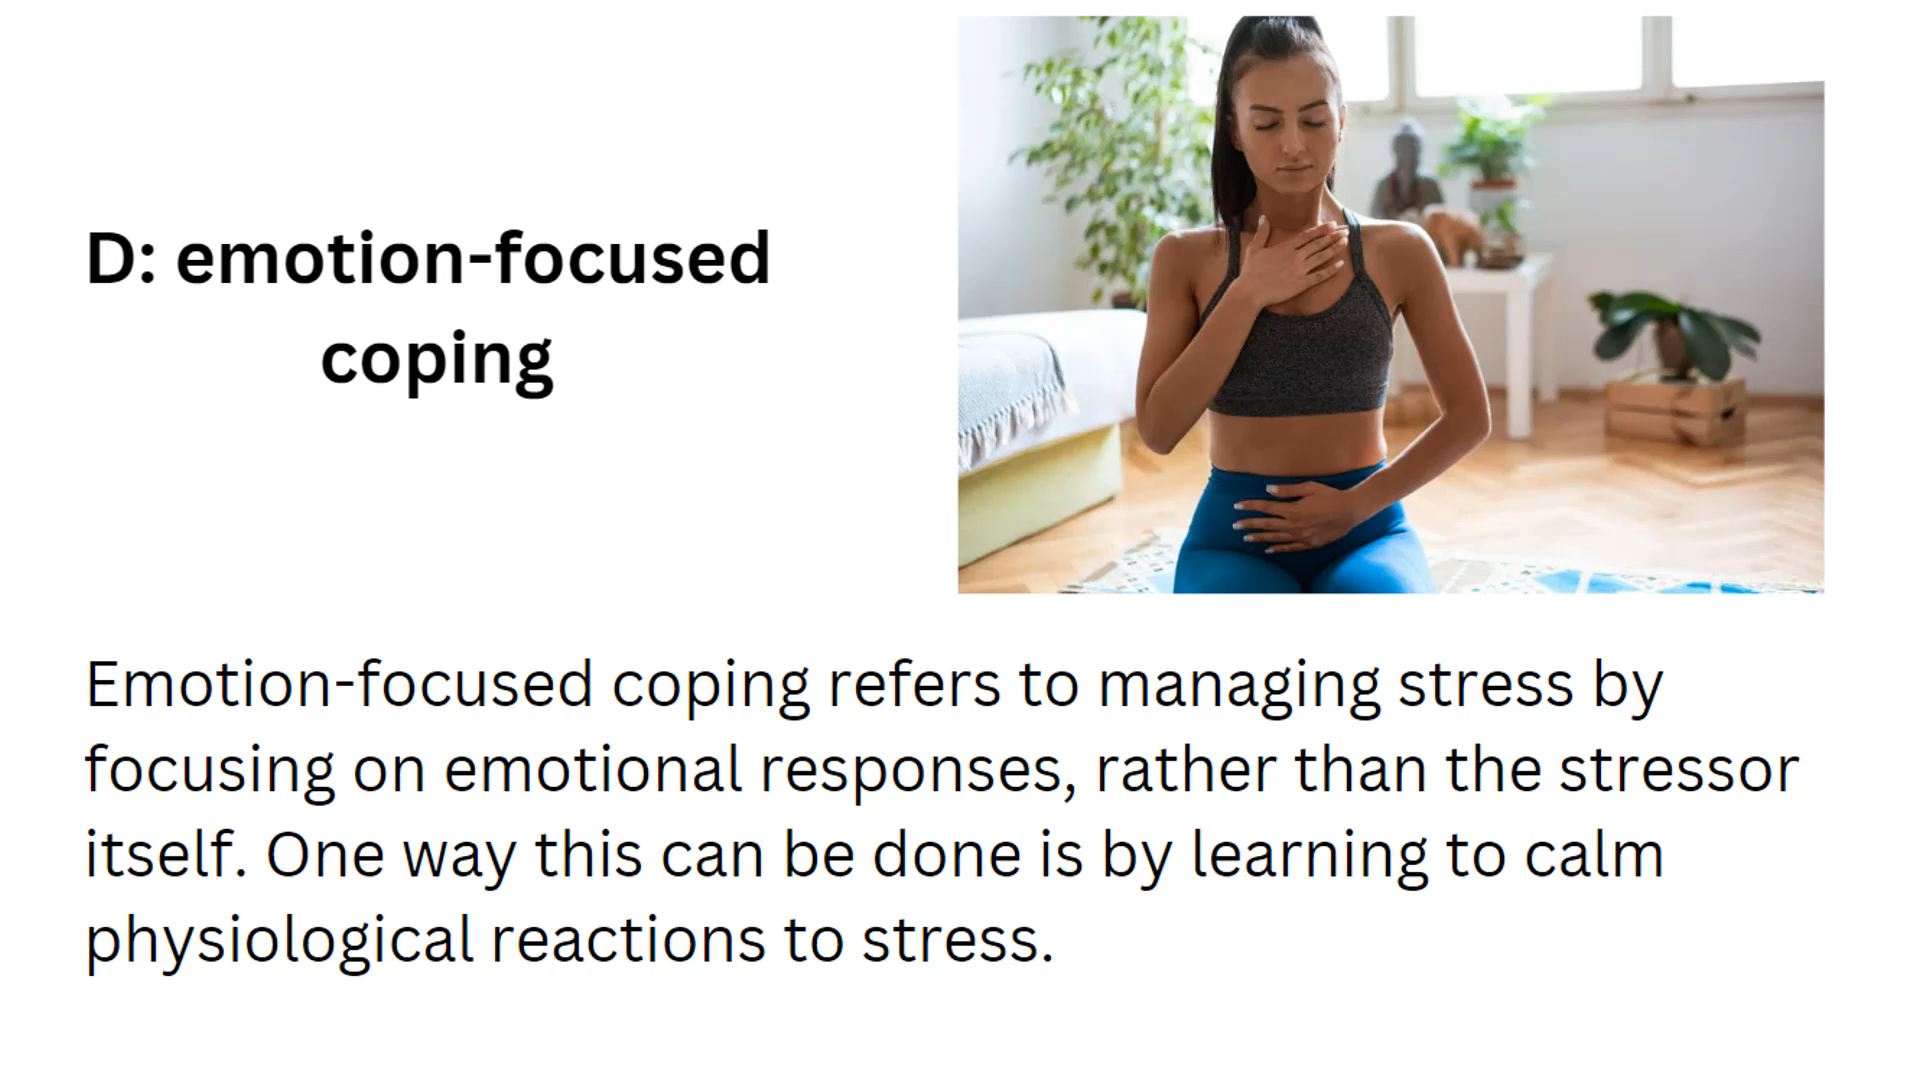 D: emotion-focused
coping
Emotion-focused coping refers to managing stress by
focusing on emotional responses, rather than the stressor
itself. One way this can be done is by learning to calm
physiological reactions to stress.